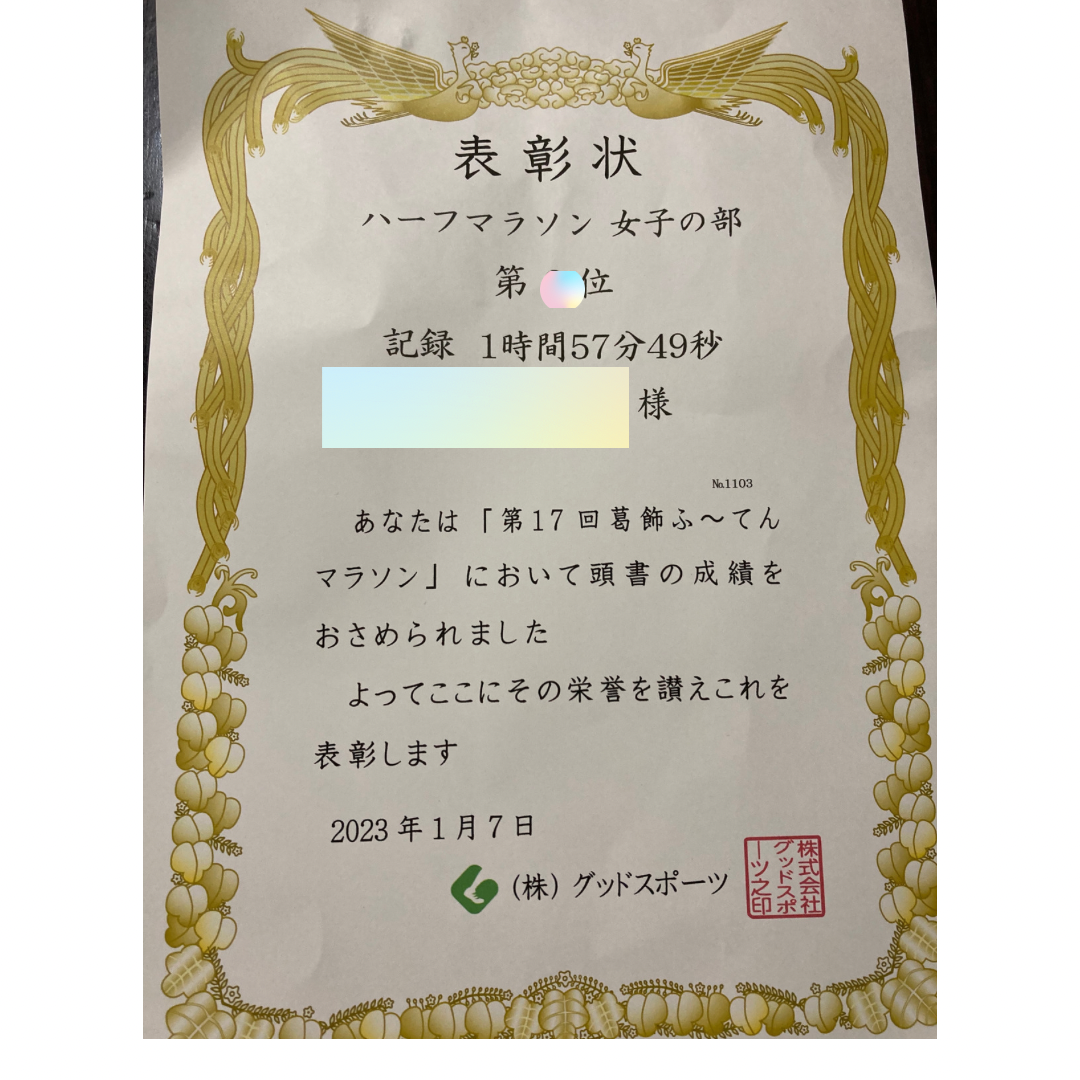 表彰状
ハーフマラソン 女子の部
第 位
記録 1時間57分49秒
様
№1103
あなたは「第17回葛飾ふ〜てん
マラソン」において頭書の成績を
おさめられました
よってここにその栄誉を讃えこれを
表彰します
2023年1月7日
(株)グッドスポーツ
株式会社
グッドスポ
ーツ之印